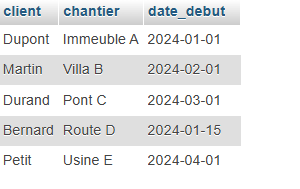 client chantier date_debut
Dupont Immeuble A 2024-01-01
Martin Villa B 2024-02-01
Durand Pont C 2024-03-01
Bernard Route D 2024-01-15
Petit Usine E 2024-04-01